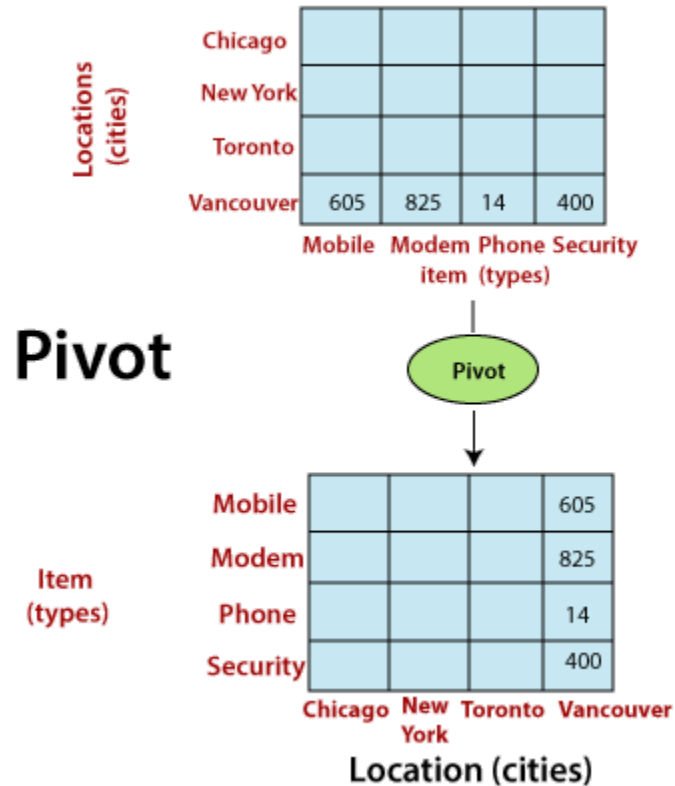 Locations
(cities)
Chicago
New York
Toronto
Vancouver 605 825 14 400
Mobile Modem Phone Security
item (types)
Pivot
Pivot
Item
(types)
Mobile 605
Modem 825
Phone 14
Security 400
Chicago New York Toronto Vancouver
Location (cities)